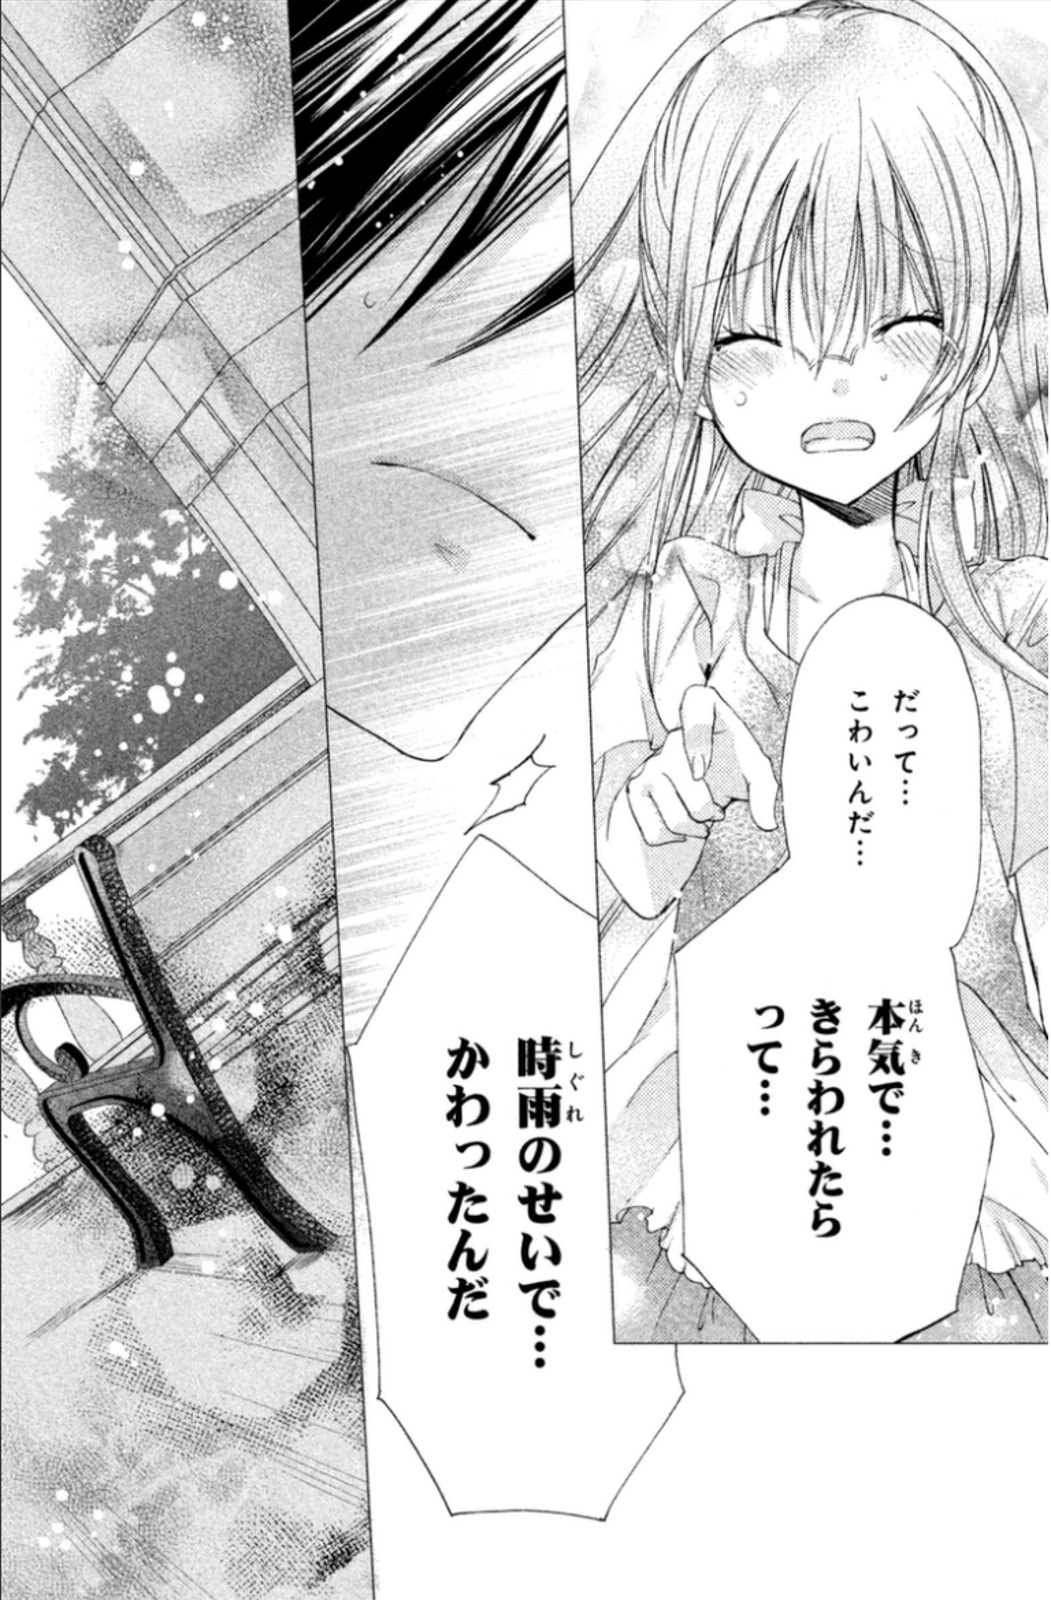 だって…
こわいんだ…
本気で…
きらわれたら
って…
時雨のせいで…
かわったんだ